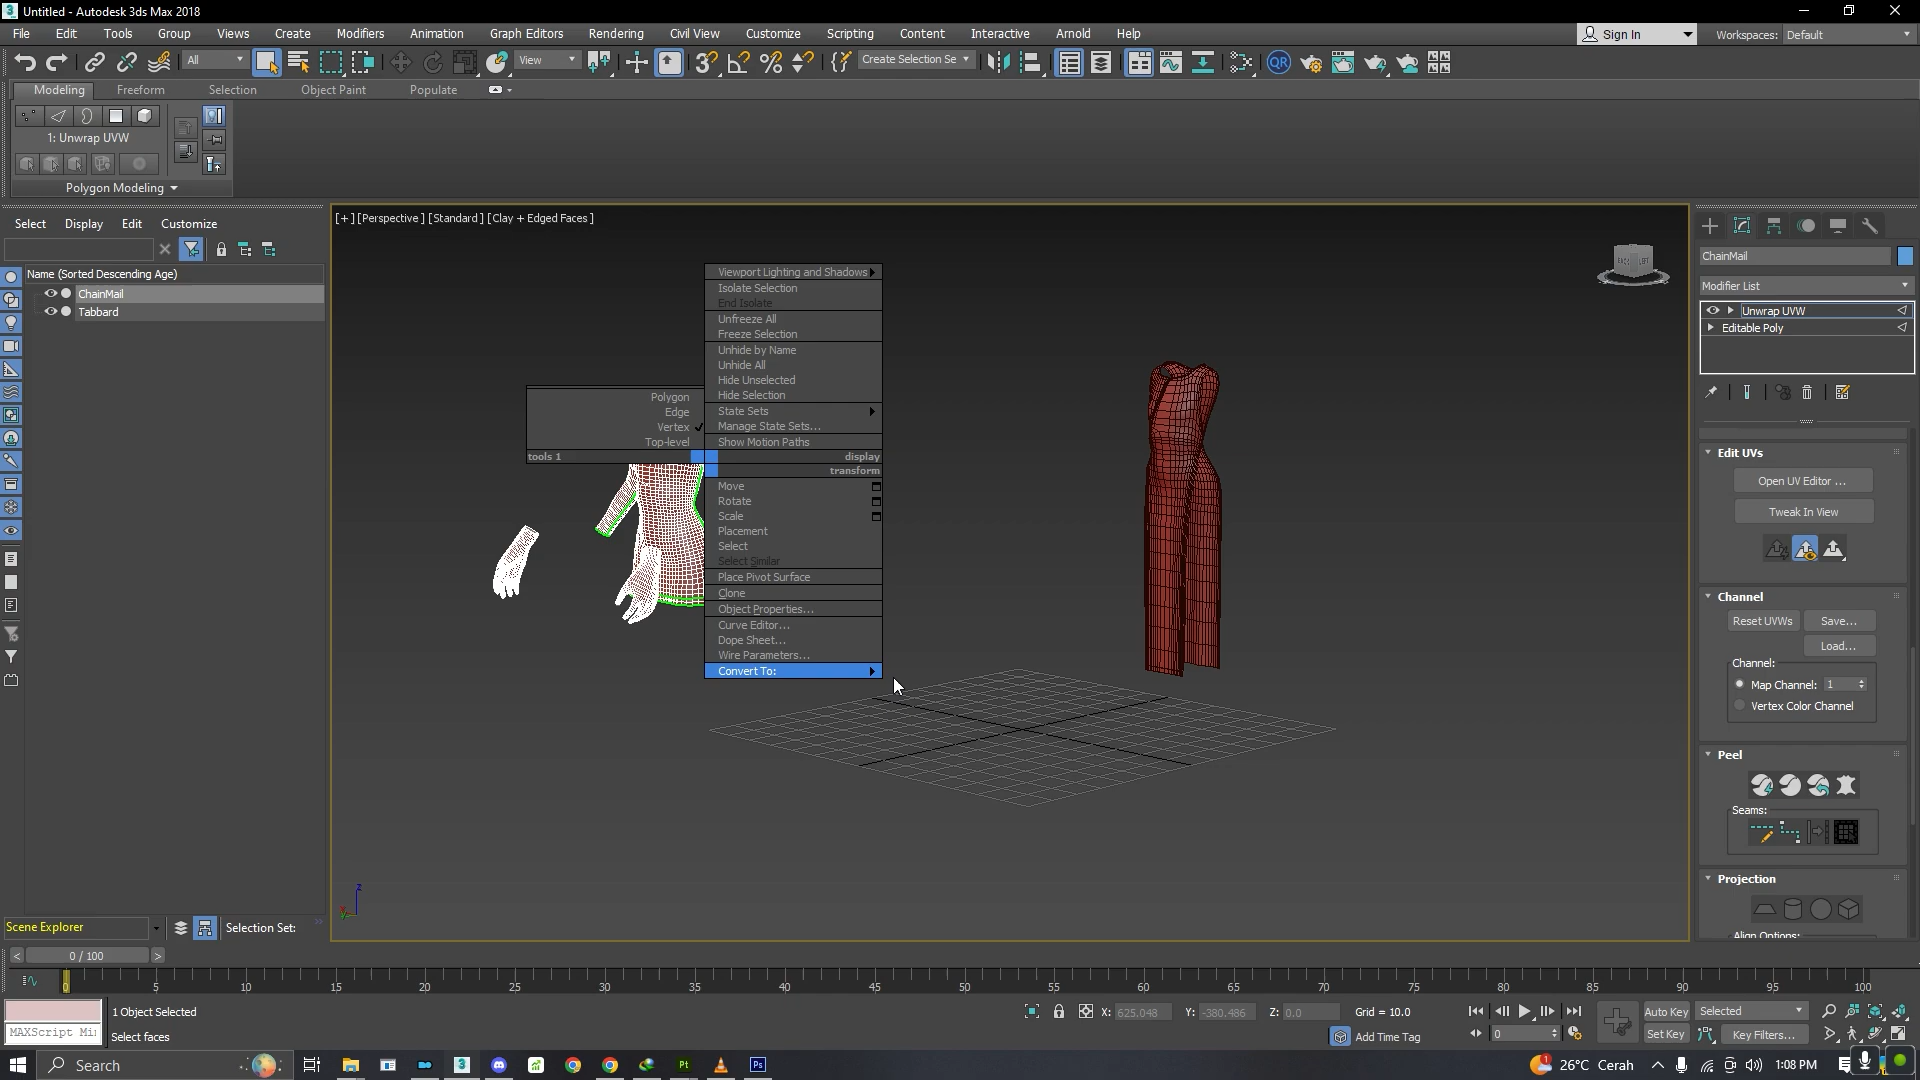 3 Untitled - Autodesk 3ds Max 2018
File Edit Tools Group Views Create Modifiers Animation Graph Editors Rendering Civil View Customize Scripting Content Interactive Arnold Help
Sign In
Workspaces: Default
All
View
Create Selection Se
QR
Modeling Freeform Selection Object Paint Populate
1: Unwrap UVW
Polygon Modeling
Select Display Edit Customize
Name (Sorted Descending Age)
ChainMail
Tabbard
[+] [Perspective] [Standard] [Clay + Edged Faces]
Viewport Lighting and Shadows
Isolate Selection
End Isolate
Unfreeze All
Freeze Selection
Unhide by Name
Unhide All
Hide Unselected
Hide Selection
State Sets
Manage State Sets...
Show Motion Paths
display
transform
Polygon
Edge
Vertex
Top-level
tools 1
Move
Rotate
Scale
Placement
Select
Select Similar
Place Pivot Surface
Clone
Object Properties...
Curve Editor...
Dope Sheet...
Wire Parameters...
Convert To:
BACK LEFT
z
ChainMail
Modifier List
Unwrap UVW
Editable Poly
Edit UVs
Open UV Editor ...
Tweak In View
Channel
Reset UVWs Save...
Load...
Channel:
Map Channel: 1
Vertex Color Channel
Peel
Seams:
Projection
Align Options:
Scene Explorer
Selection Set:
< 0 / 100 >
0 5 10 15 20 25 30 35 40 45 50 55 60 65 70 75 80 85 90 95 100
MAXScript Mi
1 Object Selected
Select faces
X: 625.048 Y: -380.486 Z: 0.0 Grid = 10.0
Add Time Tag
0
Auto Key Selected
Set Key Key Filters...
Search
Pt
Ps
1
26°C Cerah
1:08 PM